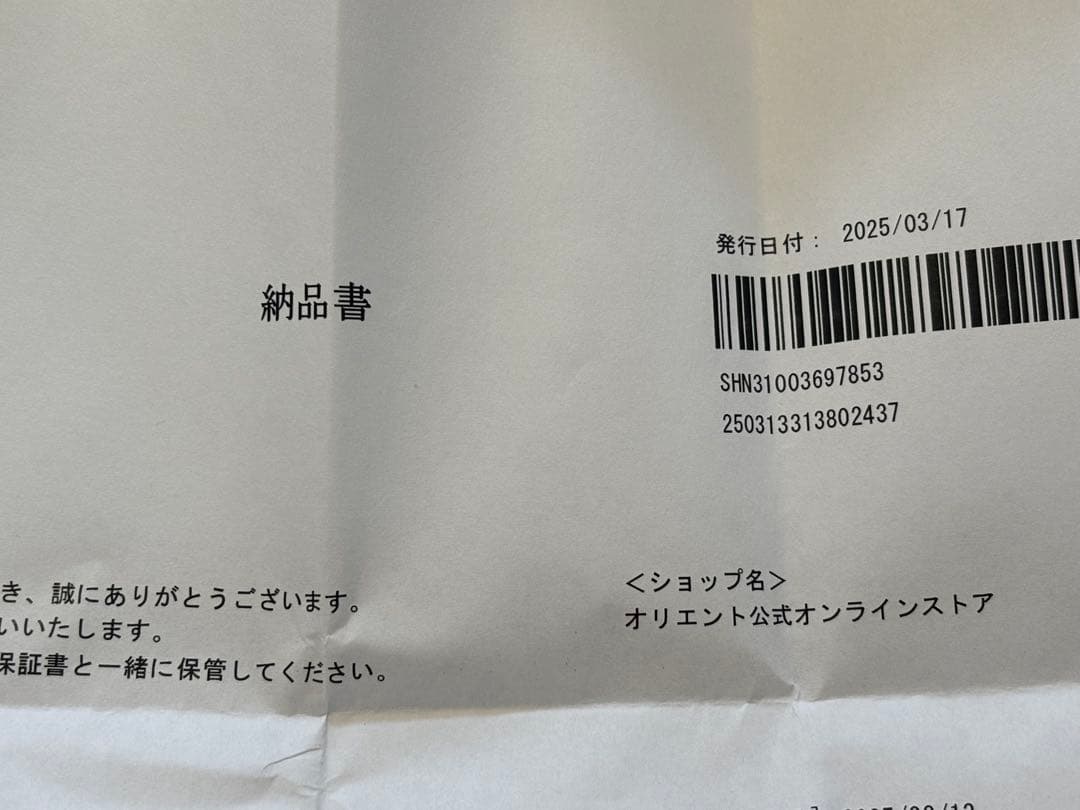 発行日付： 2025/03/17
納品書
SHN31003697853
250313313802437
き、誠にありがとうございます。
いいたします。
保証書と一緒に保管してください。
＜ショップ名＞
オリエント公式オンラインストア